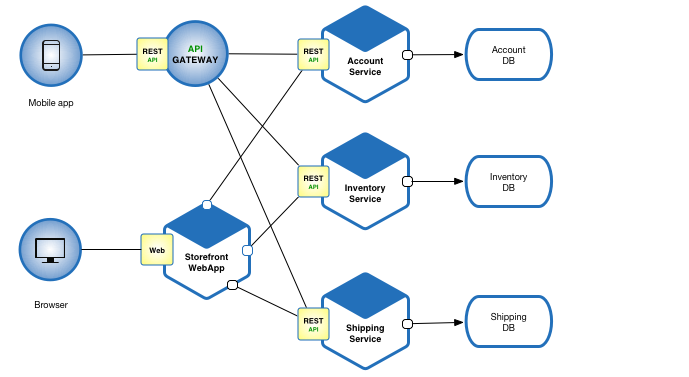 Mobile app
REST
API
API
GATEWAY
REST
API
Account
Service
Account
DB
REST
API
Inventory
Service
Inventory
DB
Browser
Web
Storefront
WebApp
REST
API
Shipping
Service
Shipping
DB